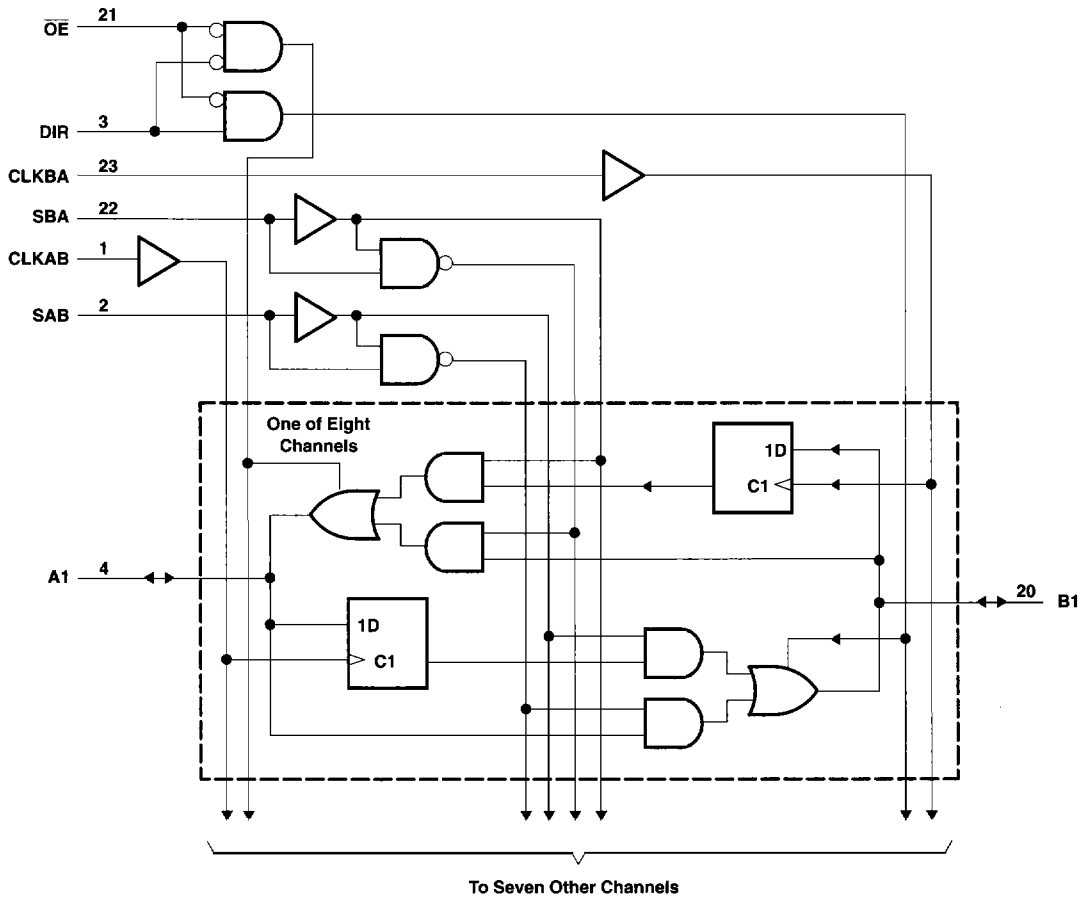 OE 21
DIR 3
CLKBA 23
SBA 22
CLKAB 1
SAB 2
One of Eight
Channels
1D
C1
A1 4
20 B1
1D
C1
To Seven Other Channels